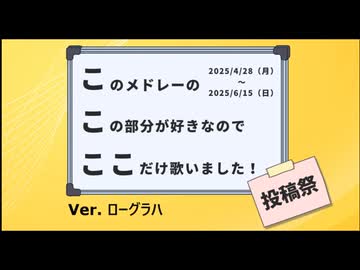 このメドレーの
2025/4/28（月）
～
2025/6/15（日）
この部分が好きなので
ここだけ歌いました！
投稿祭
Ver. ローグラハ